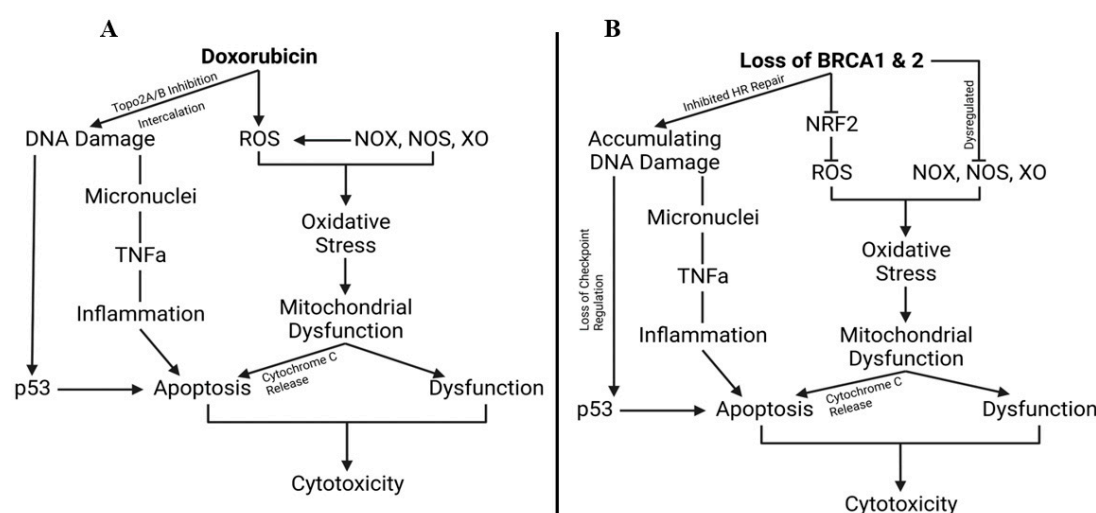 A
Doxorubicin
Topo2A/B Inhibition
Intercalation
DNA Damage
ROS
NOX, NOS, XO
Micronuclei
TNFa
Inflammation
Oxidative
Stress
Mitochondrial
Dysfunction
Cytochrome C
Release
p53
Apoptosis
Dysfunction
Cytotoxicity
B
Loss of BRCA1 & 2
Inhibited HR Repair
Dysregulated
Accumulating
DNA Damage
NRF2
ROS
NOX, NOS, XO
Micronuclei
TNFa
Inflammation
Loss of Checkpoint
Regulation
Oxidative
Stress
Mitochondrial
Dysfunction
Cytochrome C
Release
p53
Apoptosis
Dysfunction
Cytotoxicity